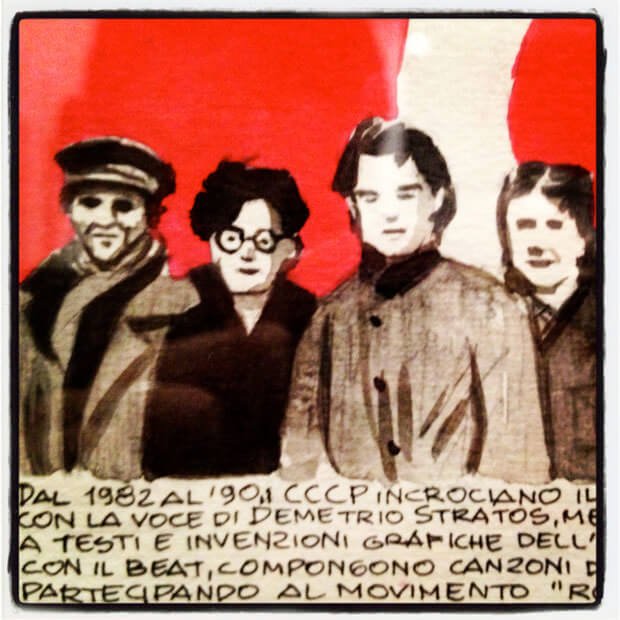 DAL 1982 AL '90, I CCCP INCROCIANO IL
CON LA VOCE DI DEMETRIO STRATOS, ME
A TESTI E INVENZIONI GRAFICHE DELL'
CON IL BEAT, COMPONGONO CANZONI D
PARTECIPANDO AL MOVIMENTO "RO